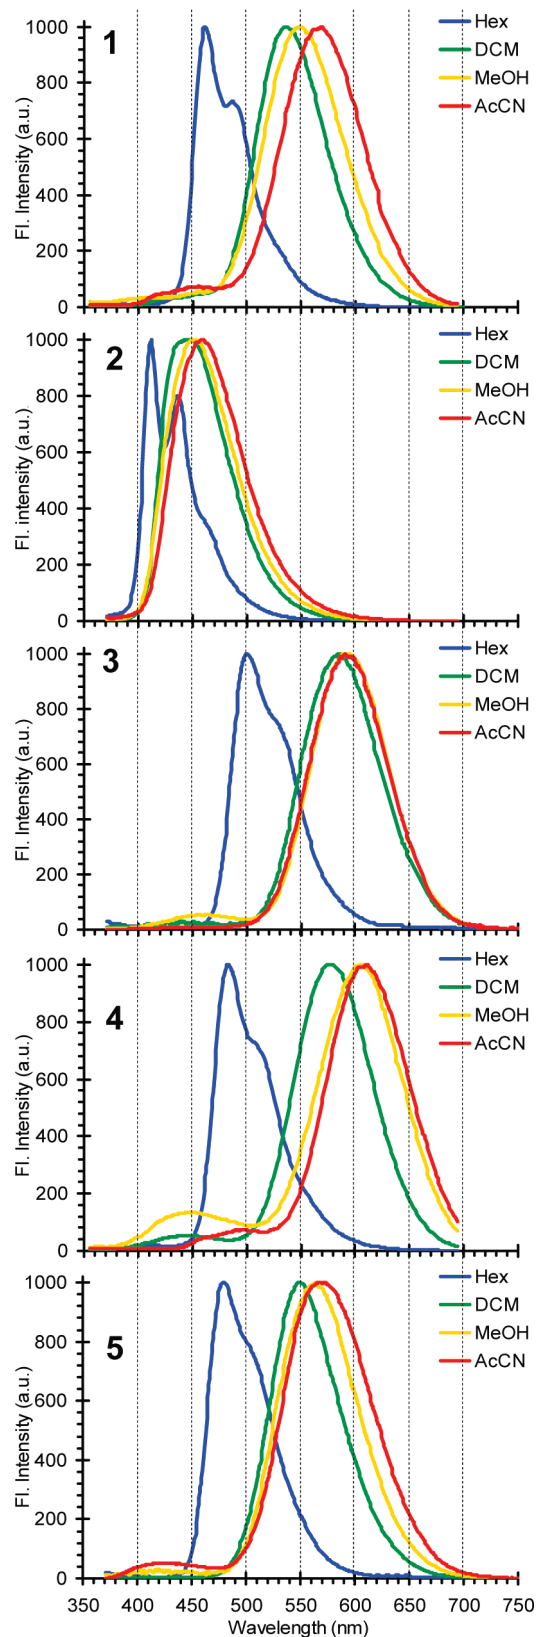 1
Hex
DCM
MeOH
AcCN
Fl. Intensity (a.u.)
1000
800
600
400
200
0
2
Hex
DCM
MeOH
AcCN
Fl. intensity (a.u.)
1000
800
600
400
200
0
3
Hex
DCM
MeOH
AcCN
Fl. Intensity (a.u.)
1000
800
600
400
200
0
4
Hex
DCM
MeOH
AcCN
Fl. Intensity (a.u.)
1000
800
600
400
200
0
5
Hex
DCM
MeOH
AcCN
Fl. Intensity (a.u.)
1000
800
600
400
200
0
350 400 450 500 550 600 650 700 750
Wavelength (nm)